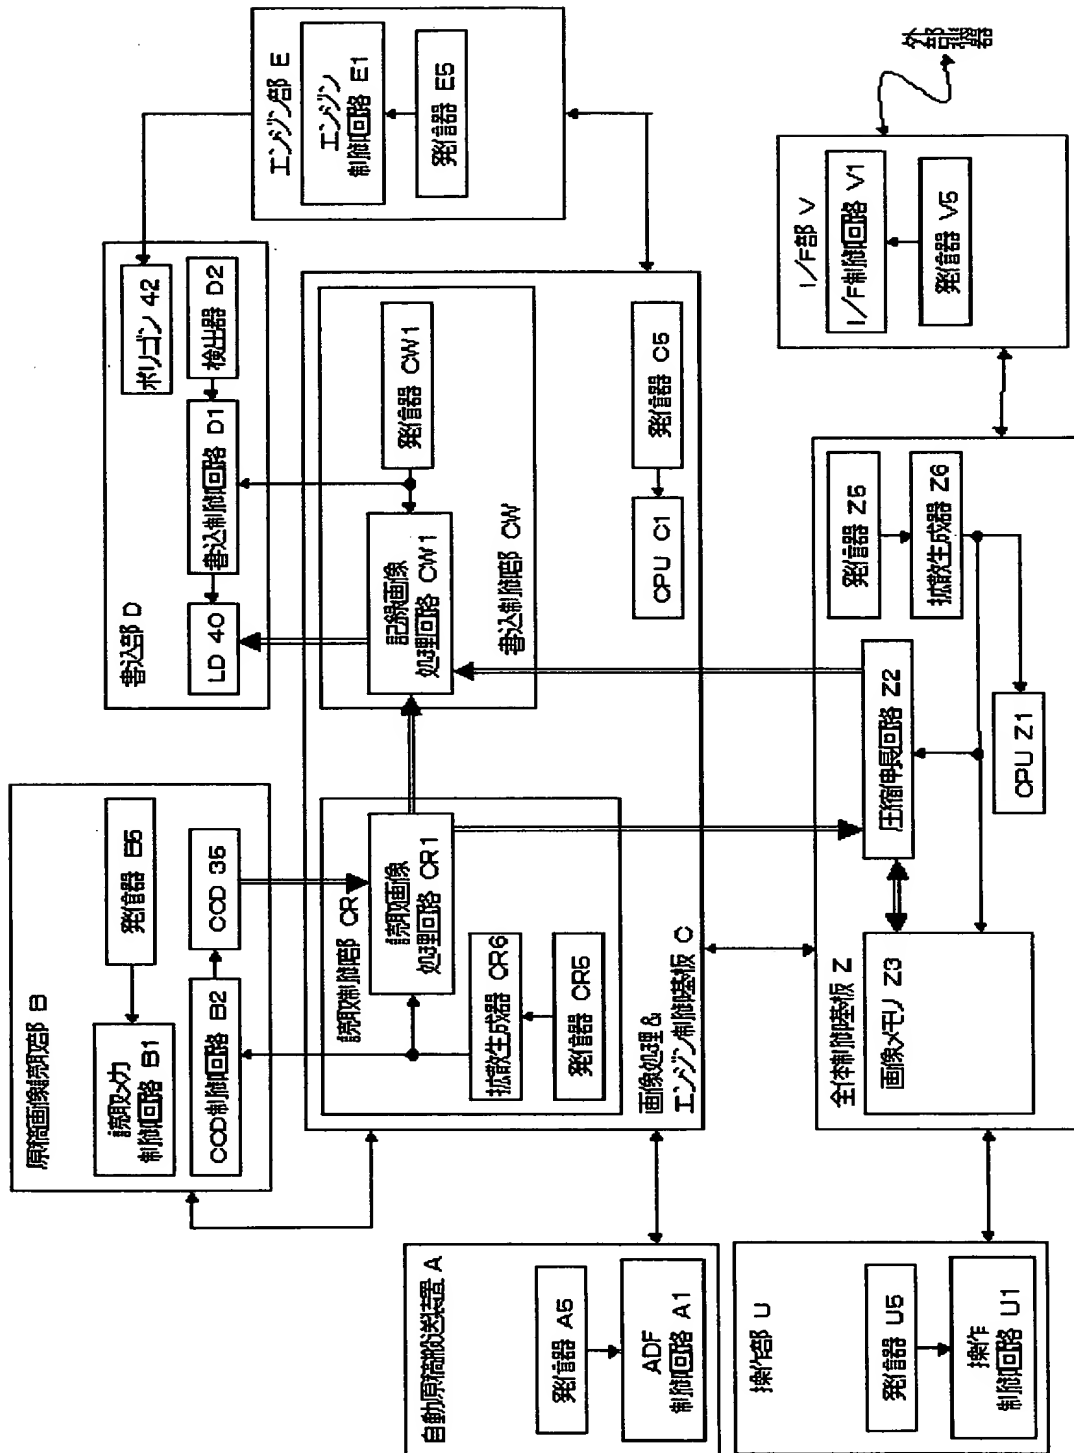 原稿画像読取部 B
読取メカ
制御回路 B1
発信器 B5
CCD制御回路 B2
CCD 35
書込部 D
LD 40
書込制御回路 D1
検出器 D2
ポリゴン 42
エンジン部 E
エンジン
制御回路 E1
発信器 E5
自動原稿搬送装置 A
発信器 A5
ADF
制御回路 A1
画像処理 &
エンジン制御基板 C
読取制御部 CR
読取画像
処理回路 CR1
拡散生成器 CR6
発信器 CR5
書込制御部 CW
記録画像
処理回路 CW1
発信器 CW1
CPU C1
発信器 C5
操作部 U
発信器 U5
操作
制御回路 U1
全体制御基板 Z
画像メモリ Z3
圧縮伸長回路 Z2
発信器 Z5
拡散生成器 Z6
CPU Z1
I/F部 V
I/F制御回路 V1
発信器 V5
外部機器